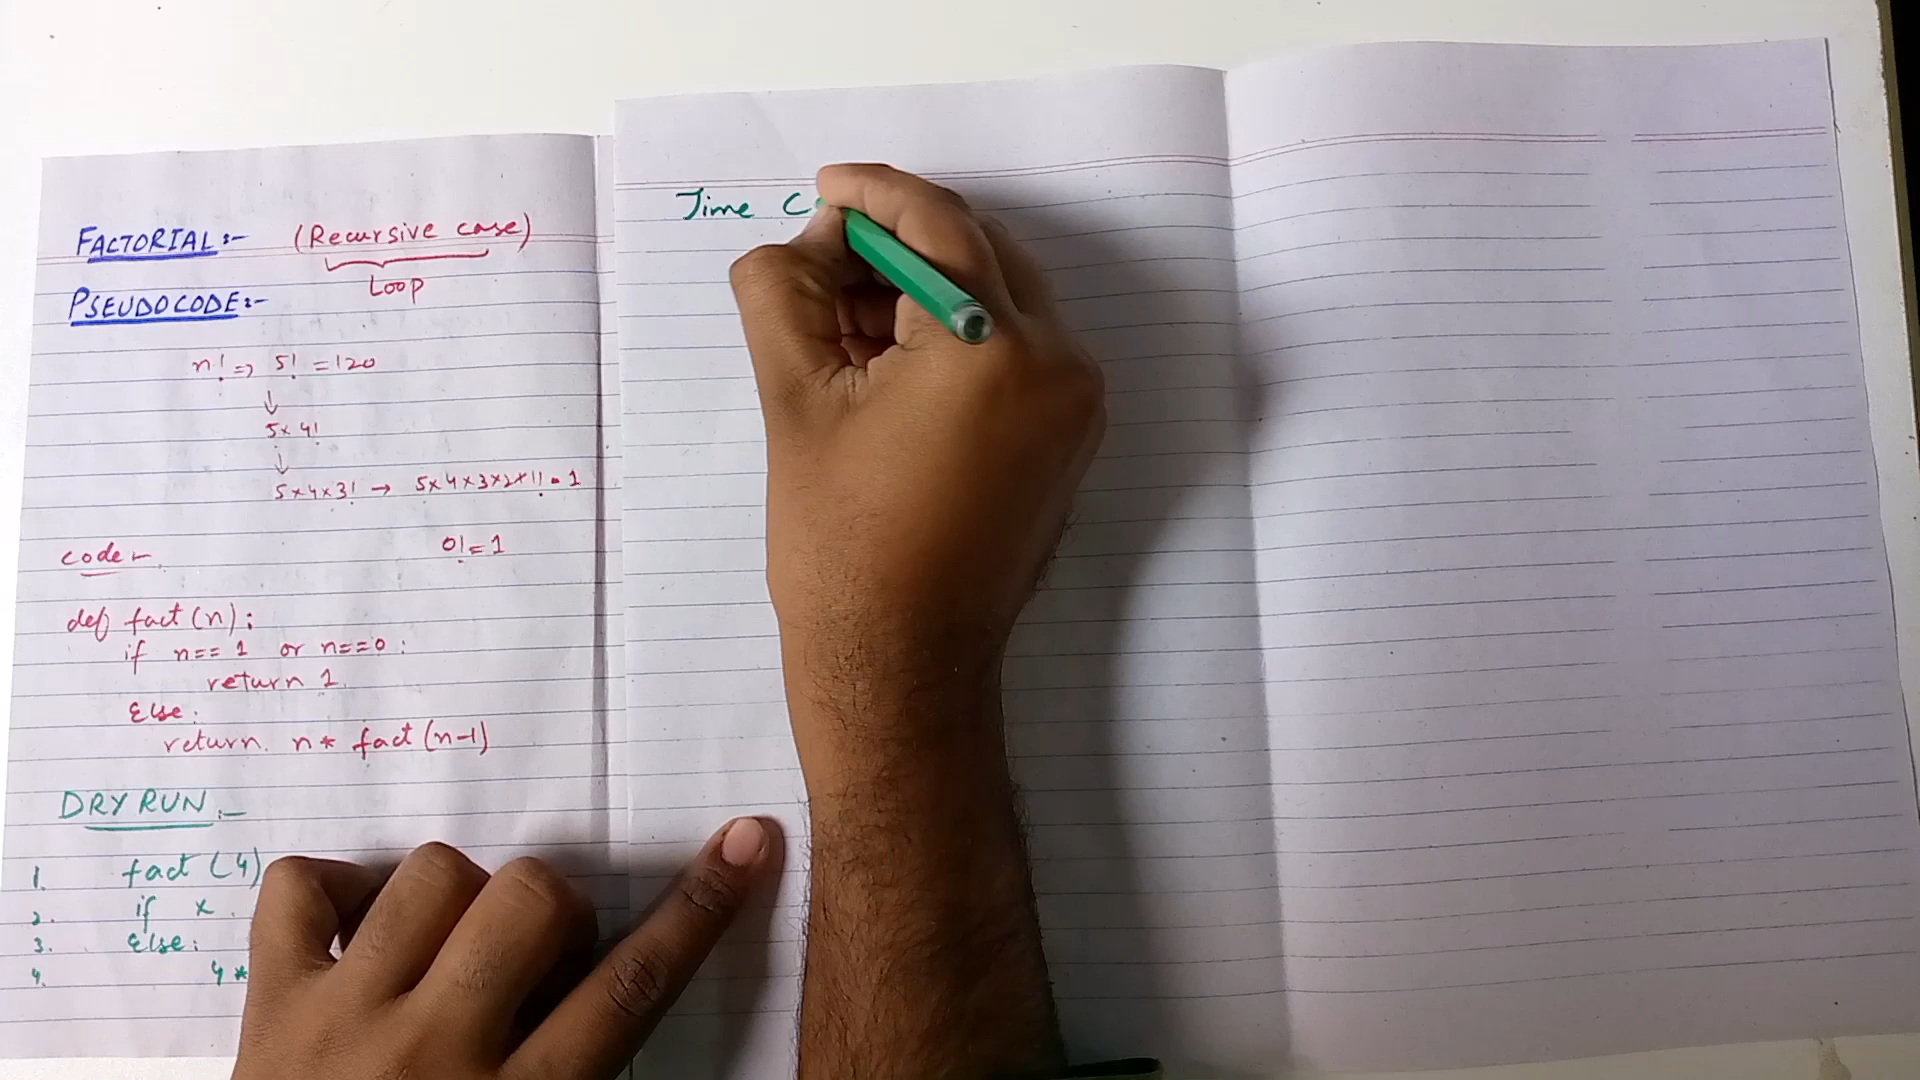 FACTORIAL:- (Recursive case)
Loop
PSEUDOCODE:-
n! => 5! = 120
↓
5×4!
↓
5×4×3! → 5×4×3×2×1! = 1
0! = 1
code:-
def fact(n):
if n==1 or n==0:
return 1.
Else:
return. n* fact(n-1)
DRY RUN:-
1. fact(4)
2. if x.
3. Else:
4. 4*
Time C